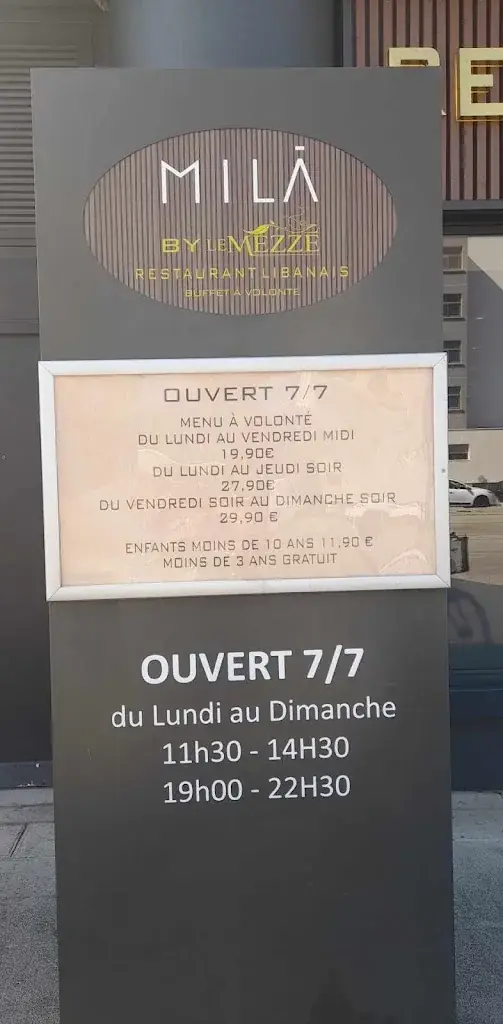 RE
MILĀ
BY LE MEZZE
RESTAURANT LIBANAIS
BUFFET À VOLONTE
OUVERT 7/7
MENU À VOLONTÉ
DU LUNDI AU VENDREDI MIDI
19,90€
DU LUNDI AU JEUDI SOIR
27,90€
DU VENDREDI SOIR AU DIMANCHE SOIR
29,90 €
ENFANTS MOINS DE 10 ANS 11,90 €
MOINS DE 3 ANS GRATUIT
OUVERT 7/7
du Lundi au Dimanche
11h30 - 14H30
19h00 - 22H30